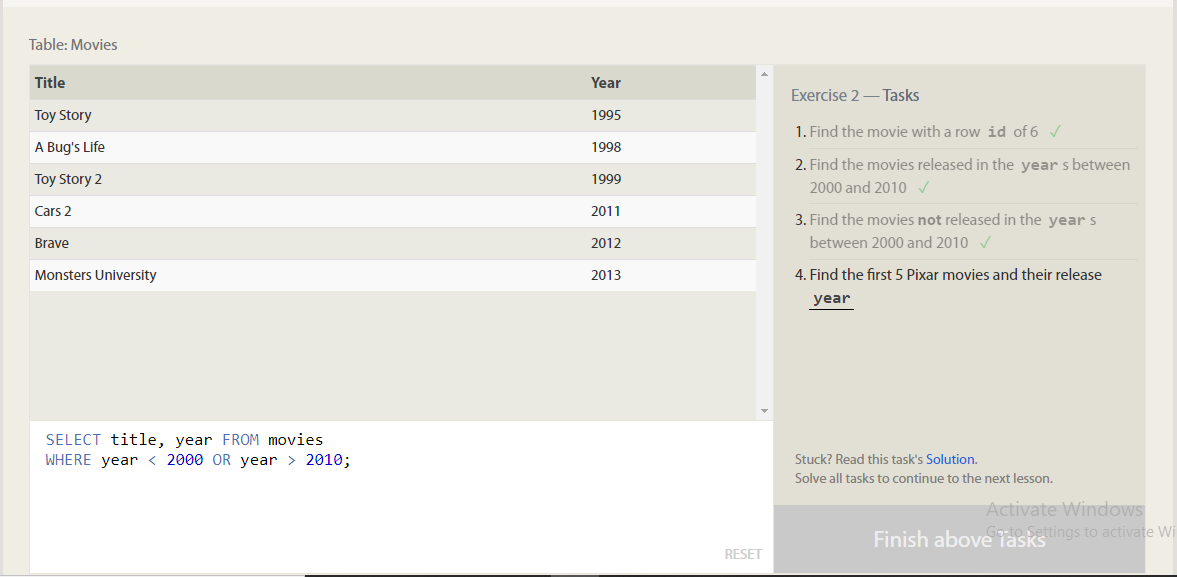 Table: Movies
Title Year
Toy Story 1995
A Bug's Life 1998
Toy Story 2 1999
Cars 2 2011
Brave 2012
Monsters University 2013
SELECT title, year FROM movies
WHERE year < 2000 OR year > 2010;
RESET
Exercise 2 — Tasks
1. Find the movie with a row id of 6 ✓
2. Find the movies released in the year s between
2000 and 2010 ✓
3. Find the movies not released in the year s
between 2000 and 2010 ✓
4. Find the first 5 Pixar movies and their release
year
Stuck? Read this task's Solution.
Solve all tasks to continue to the next lesson.
Activate Windows
Go to Settings to activate Wi
Finish above Tasks